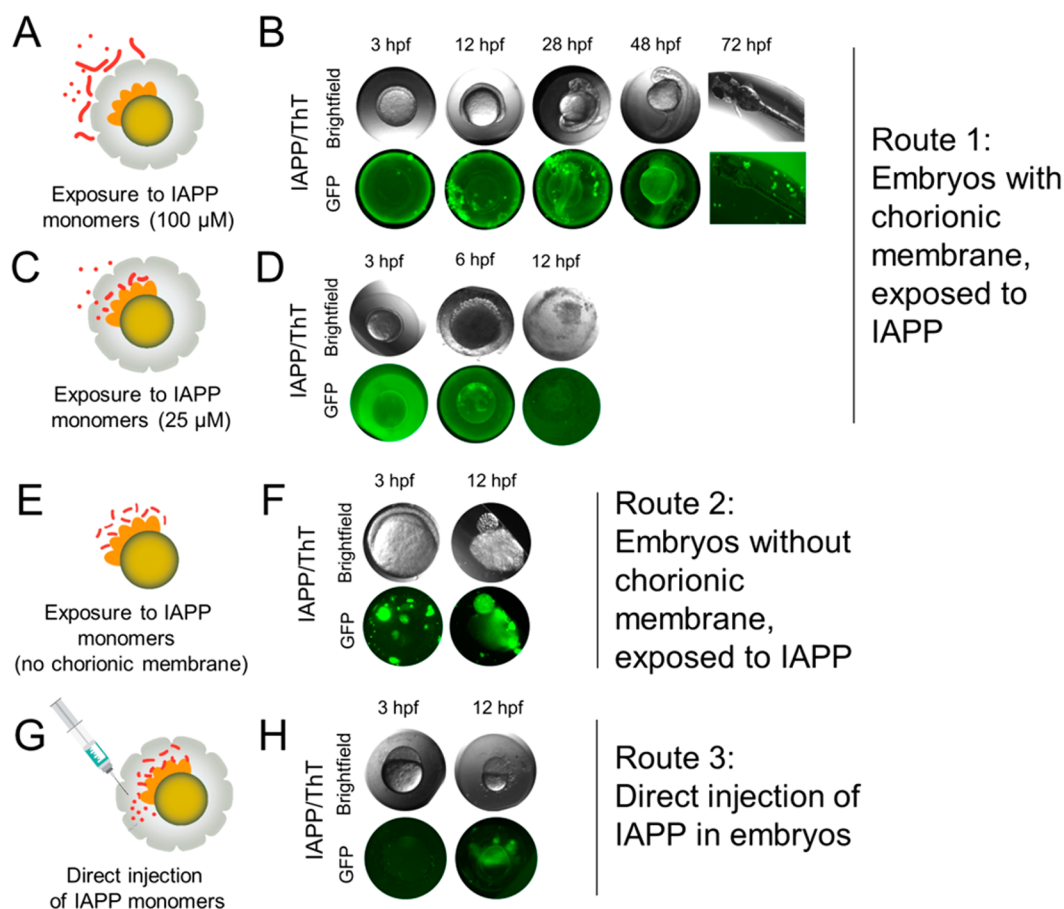 A
Exposure to IAPP
monomers (100 µM)
B
3 hpf
12 hpf
28 hpf
48 hpf
72 hpf
IAPP/ThT
Brightfield
GFP
C
Exposure to IAPP
monomers (25 µM)
D
3 hpf
6 hpf
12 hpf
IAPP/ThT
Brightfield
GFP
Route 1:
Embryos with
chorionic
membrane,
exposed to
IAPP
E
Exposure to IAPP
monomers
(no chorionic membrane)
F
3 hpf
12 hpf
IAPP/ThT
Brightfield
GFP
Route 2:
Embryos without
chorionic
membrane,
exposed to IAPP
G
Direct injection
of IAPP monomers
H
3 hpf
12 hpf
IAPP/ThT
Brightfield
GFP
Route 3:
Direct injection of
IAPP in embryos